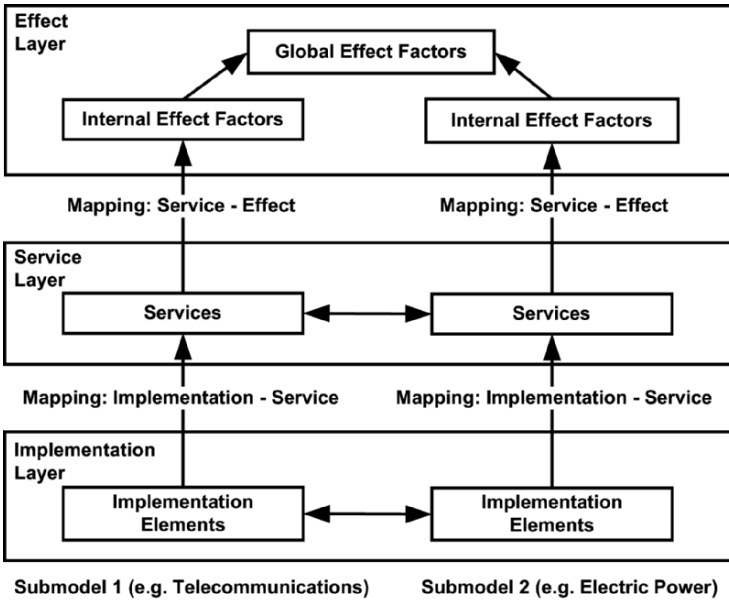 Effect
Layer
Global Effect Factors
Internal Effect Factors
Internal Effect Factors
Mapping: Service - Effect
Mapping: Service - Effect
Service
Layer
Services
Services
Mapping: Implementation - Service
Mapping: Implementation - Service
Implementation
Layer
Implementation
Elements
Implementation
Elements
Submodel 1 (e.g. Telecommunications)
Submodel 2 (e.g. Electric Power)